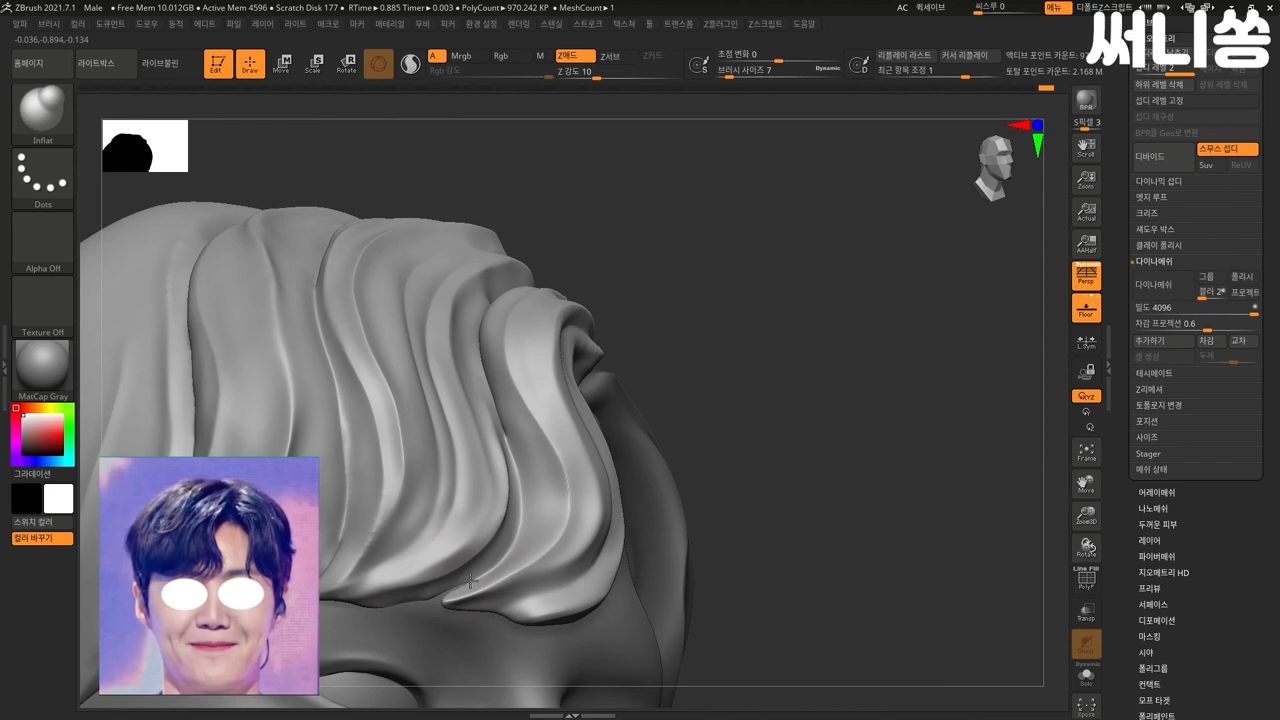 ZBrush 2021.7.1 Male ● Free Mem 10.012GB ● Active Mem 4596 ● Scratch Disk 177 ● RTime▸0.885 Timer▸0.003 ● PolyCount▸970.242 KP ● MeshCount▸1
AC 퀵세이브 씨스루 0 메뉴 디폴트Z스크립트
알파 브러시 컬러 도큐먼트 드로우 동적 에디트 파일 레이어 라이트 매크로 마커 매테리얼 무비 픽커 환경 설정 렌더링 스텐실 스트로크 텍스쳐 툴 트랜스폼 Z플러그인 Z스크립트 도움말
써니쏭
-0.036,-0.894,-0.134
홈페이지 라이트박스 라이브불린 Edit Draw Move Scale Rotate
A Mrgb Rgb M Z애드 Z서브 Z커트
Z 강도 10
초점 변화 0
브러시 사이즈 7 Dynamic
리플레이 라스트 커서 리플레이
최근 항목 조정 1
액티브 포인트 카운트: 97
토탈 포인트 카운트: 2.168 M
Inflat
Dots
Alpha Off
Texture Off
MatCap Gray
그라데이션
스위치 컬러
컬러 바꾸기
BPR
S픽셀 3
Scroll
Zoom
Actual
AAHalf
Dynamic
Persp
Floor
L.Sym
XYZ
Frame
Move
Zoom3D
Rotate
Line Fill
PolyF
Transp
Dynamic
Solo
Xpose
하위 레벨 삭제 상위 레벨 삭제
섭디 레벨 고정
섭디 재구성
BPR을 Geo로 변환
디바이드 스무스 섭디
Suv ReUV
다이나믹 섭디
엣지 루프
크리즈
섀도우 박스
클레이 폴리시
다이나메쉬
다이나메쉬 그룹 폴리시
블러 2 프로젝트
밀도 4096
차감 프로젝션 0.6
추가하기 차감 교차
쉘 생성 두께
테시메이트
Z리메셔
토폴로지 변경
포지션
사이즈
Stager
메쉬 상태
어레이메쉬
나노메쉬
두꺼운 피부
레이어
파이버메쉬
지오메트리 HD
프리뷰
서페이스
디포메이션
마스킹
시야
폴리그룹
컨택트
모프 타겟
폴리페인트